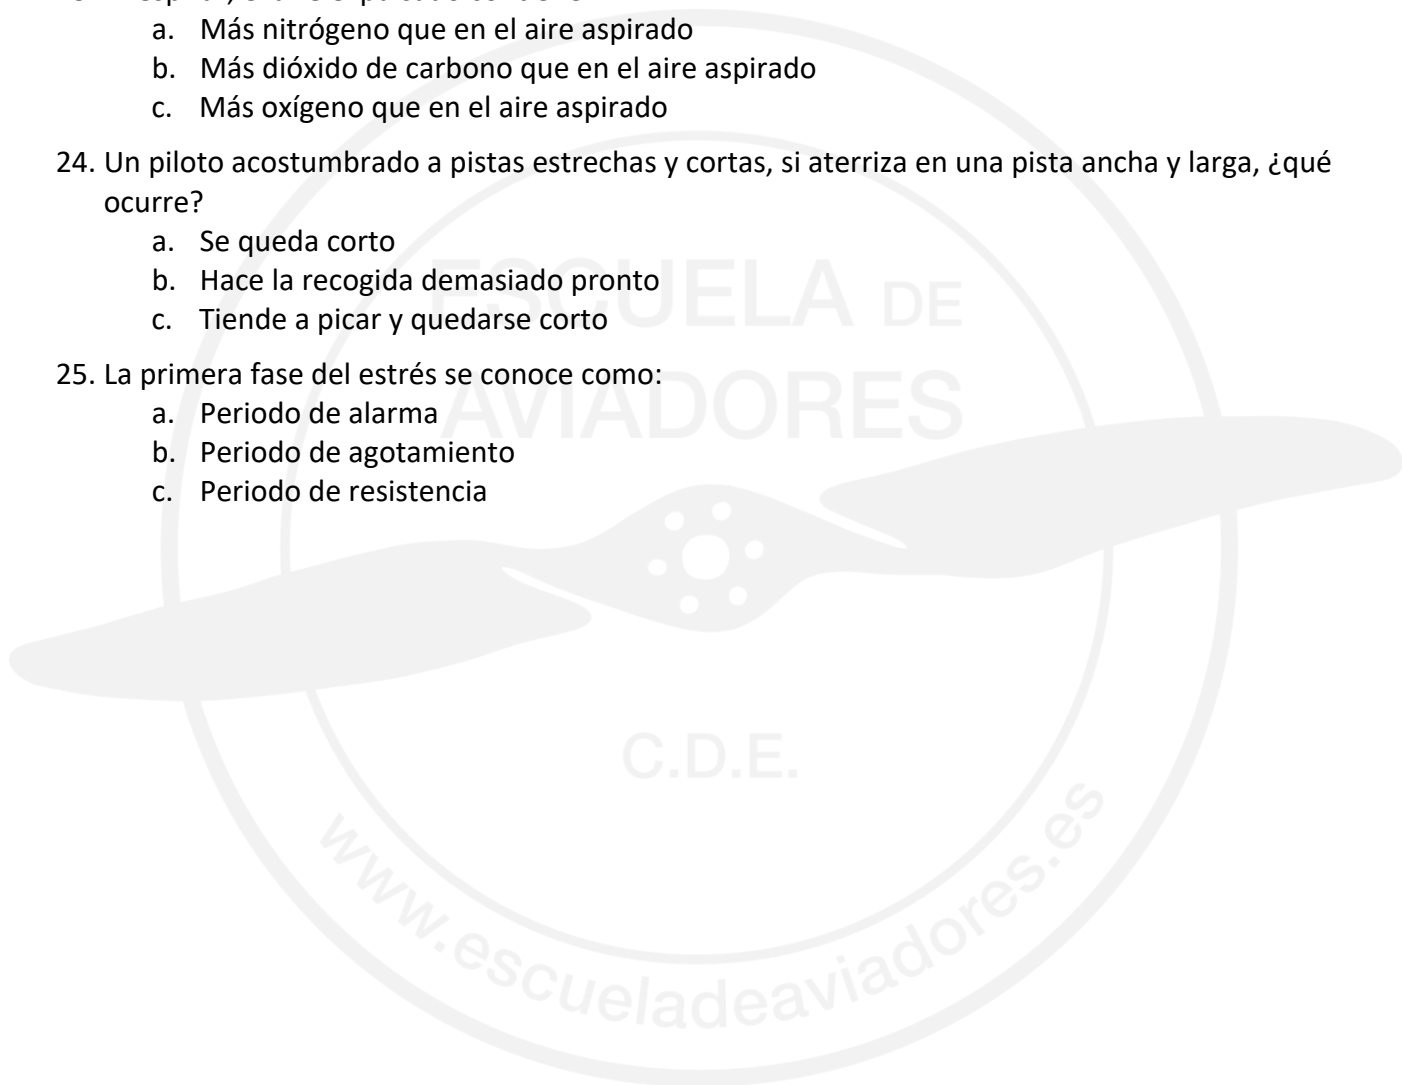 a. Más nitrógeno que en el aire aspirado
b. Más dióxido de carbono que en el aire aspirado
c. Más oxígeno que en el aire aspirado
24. Un piloto acostumbrado a pistas estrechas y cortas, si aterriza en una pista ancha y larga, ¿qué
ocurre?
a. Se queda corto
b. Hace la recogida demasiado pronto
c. Tiende a picar y quedarse corto
25. La primera fase del estrés se conoce como:
a. Periodo de alarma
b. Periodo de agotamiento
c. Periodo de resistencia
ESCUELA DE
AVIADORES
C.D.E.
www.escueladeaviadores.es